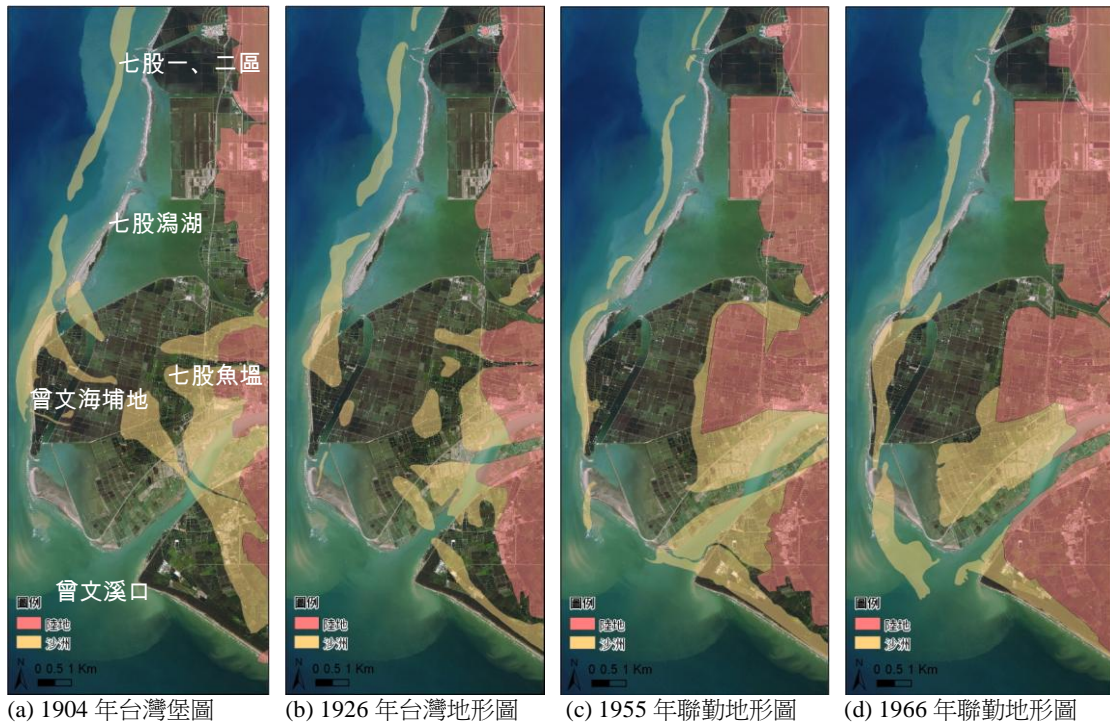 七股一、二區
七股潟湖
七股魚塭
曾文海埔地
曾文溪口
圖例
陸地
沙洲
N
0 0.5 1 Km
圖例
陸地
沙洲
N
0 0.5 1 Km
圖例
陸地
沙洲
N
0 0.5 1 Km
圖例
陸地
沙洲
N
0 0.5 1 Km
(a) 1904 年台灣堡圖
(b) 1926 年台灣地形圖
(c) 1955 年聯勤地形圖
(d) 1966 年聯勤地形圖